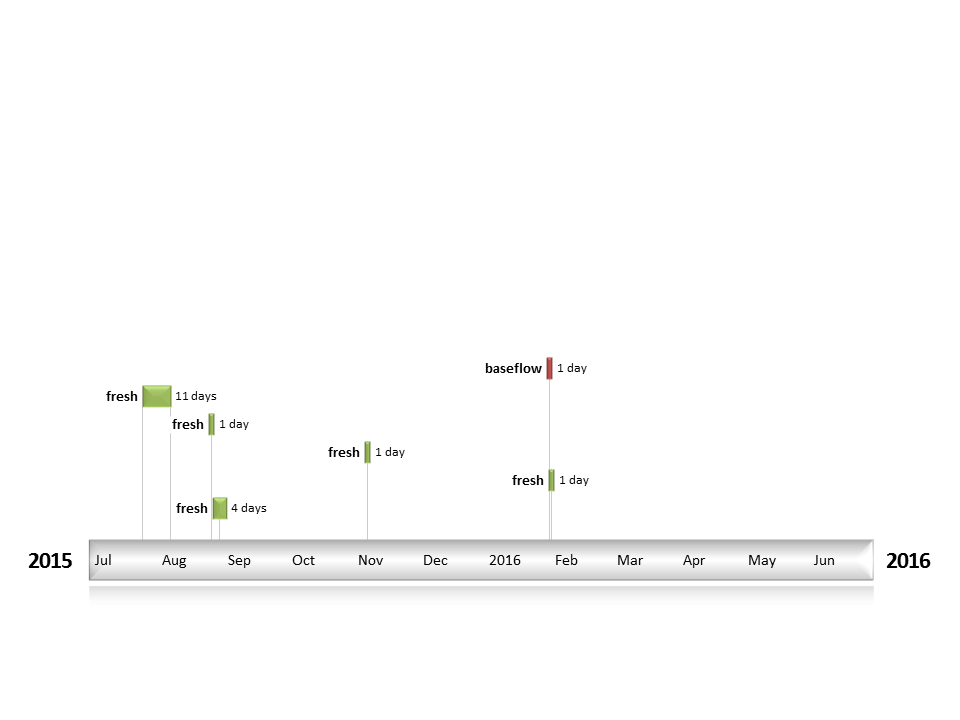 baseflow 1 day
fresh 11 days
fresh 1 day
fresh 1 day
fresh 1 day
fresh 4 days
2015 Jul Aug Sep Oct Nov Dec 2016 Feb Mar Apr May Jun 2016